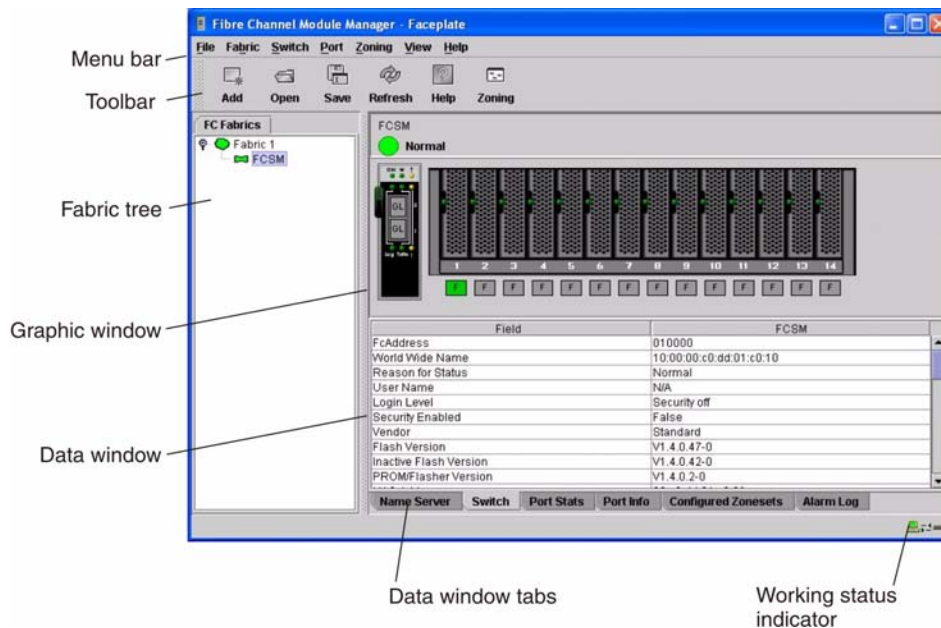 Fibre Channel Module Manager - Faceplate
File Fabric Switch Port Zoning View Help
Menu bar
Toolbar
Add Open Save Refresh Help Zoning
FC Fabrics
Fabric 1
FCSM
Fabric tree
FCSM
Normal
GL
GL
1 2 3 4 5 6 7 8 9 10 11 12 13 14
F F F F F F F F F F F F F F
Graphic window
Field FCSM
FcAddress 010000
World Wide Name 10:00:00:c0:dd:01:c0:10
Reason for Status Normal
User Name N/A
Login Level Security off
Security Enabled False
Vendor Standard
Flash Version V1.4.0.47-0
Inactive Flash Version V1.4.0.42-0
PROM/Flasher Version V1.4.0.2-0
Data window
Name Server Switch Port Stats Port Info Configured Zonesets Alarm Log
Data window tabs
Working status
indicator